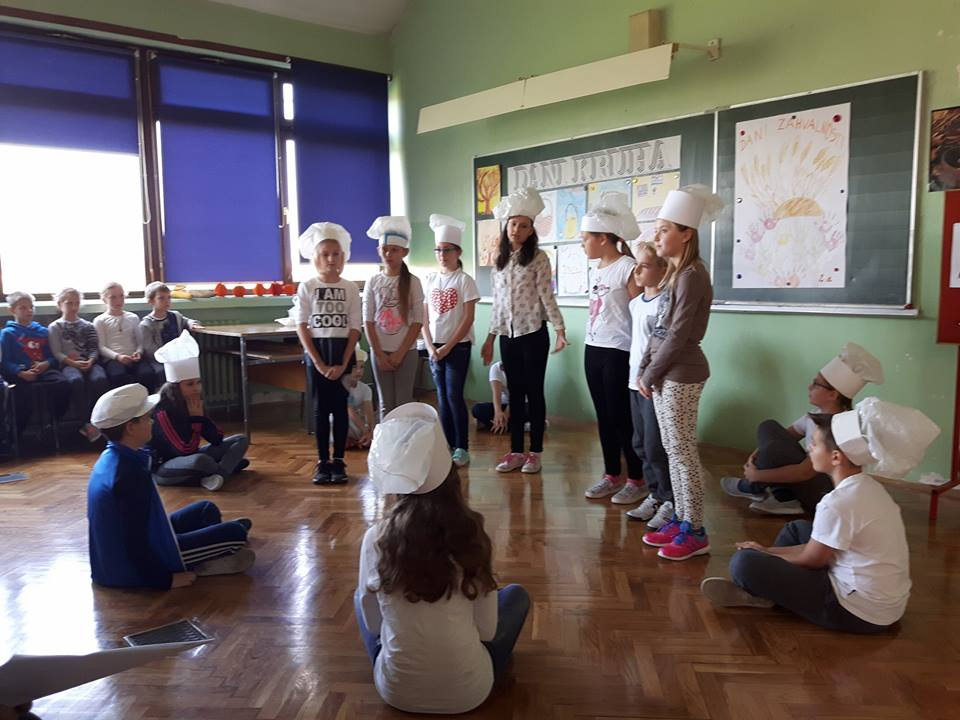 DANI KRUHA
DANI ZAHVALNOSTI
I AM
TOO
COOL